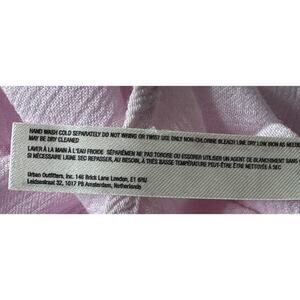 HAND WASH COLD SEPARATELY DO NOT WRING OR TWIST USE ONLY NON-CHLORINE BLEACH LINE DRY LOW IRON AS NEEDED
MAY BE DRY CLEANED
LAVER À LA MAIN À L'EAU FROIDE SÉPARÉMEN NE PAS TORDRE OU ESSORER UTILISER UN AGENT DE BLANCHIMENT SANS
SI NÉCESSAIRE LIGNE SEC REPASSER, AU BESOIN, À TRÈS BASSE TEMPÉRATURE PEUT-ÊTRE ÊTRE NETTOYÉ À SEC
Urban Outfitters, Inc. 146 Brick Lane London, E1 6RU
Leidsestraat 32, 1017 PB Amsterdam, Netherlands